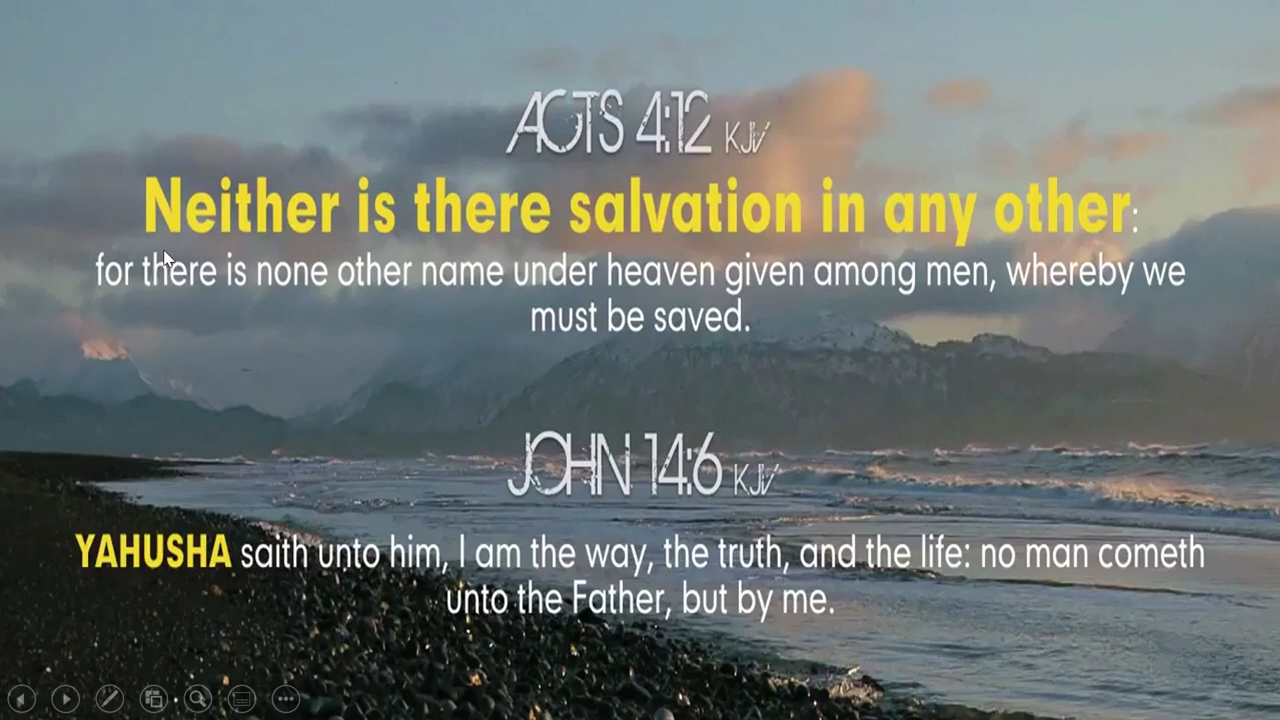 ACTS 4:12 KJV
Neither is there salvation in any other:
for there is none other name under heaven given among men, whereby we
must be saved.
JOHN 14:6 KJV
YAHUSHA saith unto him, I am the way, the truth, and the life: no man cometh
unto the Father, but by me.